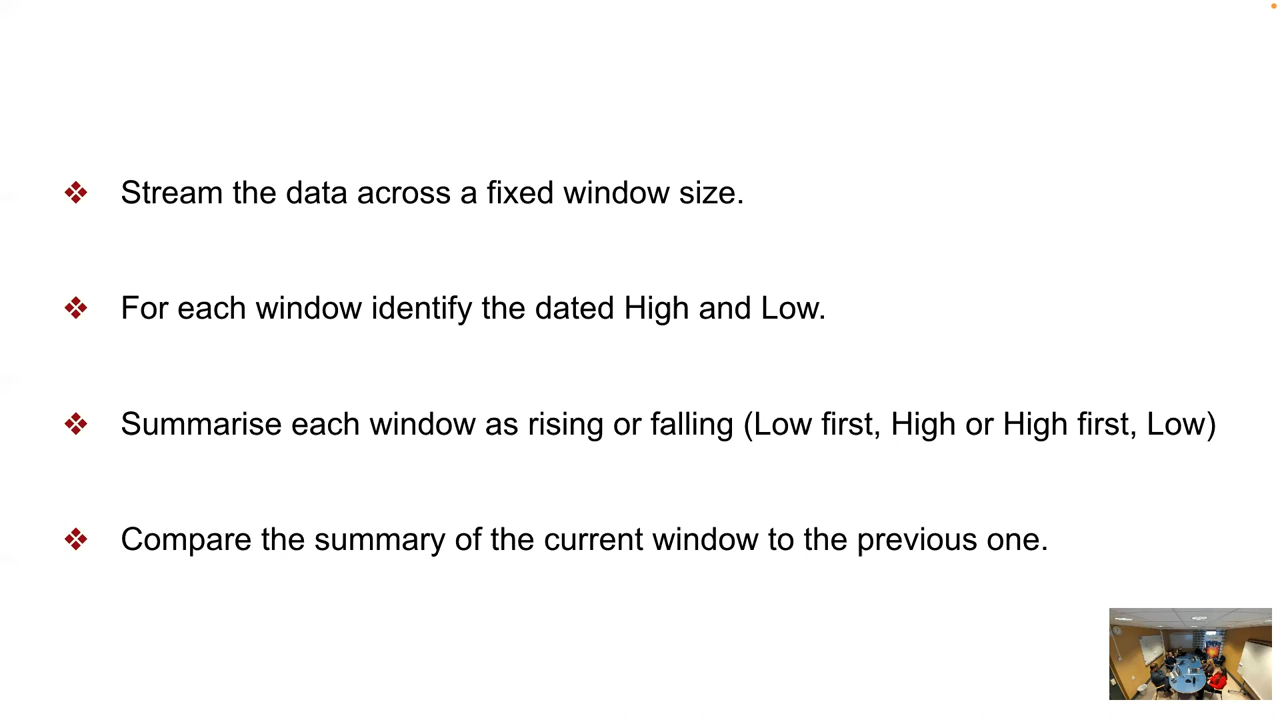 Stream the data across a fixed window size.
For each window identify the dated High and Low.
Summarise each window as rising or falling (Low first, High or High first, Low)
Compare the summary of the current window to the previous one.